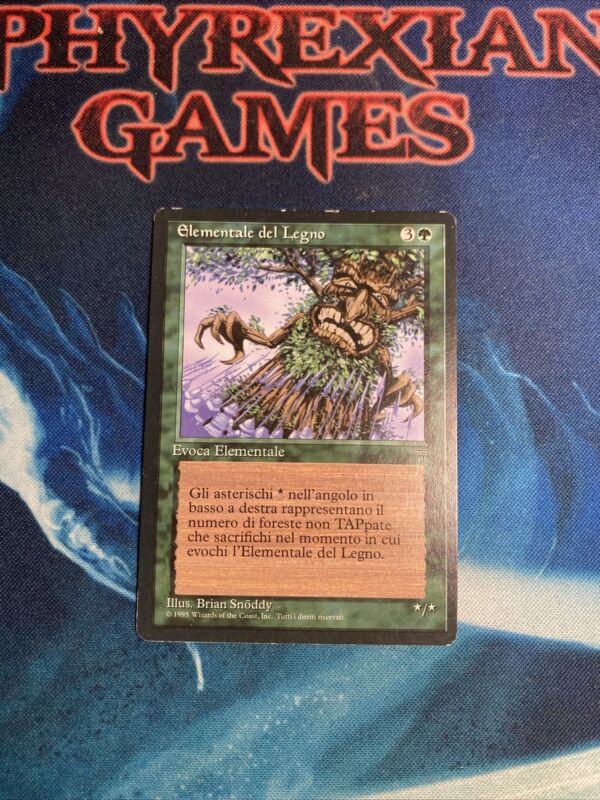 PHYREXIAN
GAMES
Elementale del Legno 3
Evoca Elementale
Gli asterischi * nell'angolo in
basso a destra rappresentano il
numero di foreste non TAPpate
che sacrifichi nel momento in cui
evochi l'Elementale del Legno.
Illus. Brian Snōddy
© 1995 Wizards of the Coast, Inc. Tutti i diritti riservati.
*/*